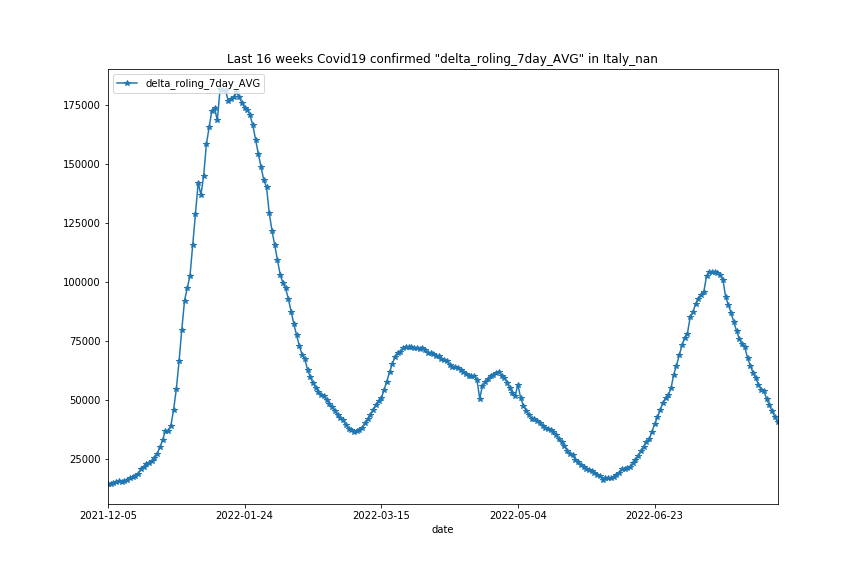 Last 16 weeks Covid19 confirmed "delta_roling_7day_AVG" in Italy_nan
delta_roling_7day_AVG
175000
150000
125000
100000
75000
50000
25000
2021-12-05 2022-01-24 2022-03-15 2022-05-04 2022-06-23
date